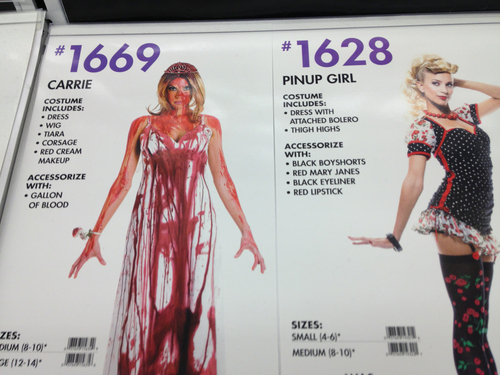 #1669
CARRIE
COSTUME
INCLUDES:
• DRESS
• WIG
• TIARA
• CORSAGE
• RED CREAM
MAKEUP
ACCESSORIZE
WITH:
• GALLON
OF BLOOD
ZES:
DIUM (8-10)*
GE (12-14)*
#1628
PINUP GIRL
COSTUME
INCLUDES:
• DRESS WITH
ATTACHED BOLERO
• THIGH HIGHS
ACCESSORIZE
WITH:
• BLACK BOYSHORTS
• RED MARY JANES
• BLACK EYELINER
• RED LIPSTICK
SIZES:
SMALL (4-6)*
MEDIUM (8-10)*